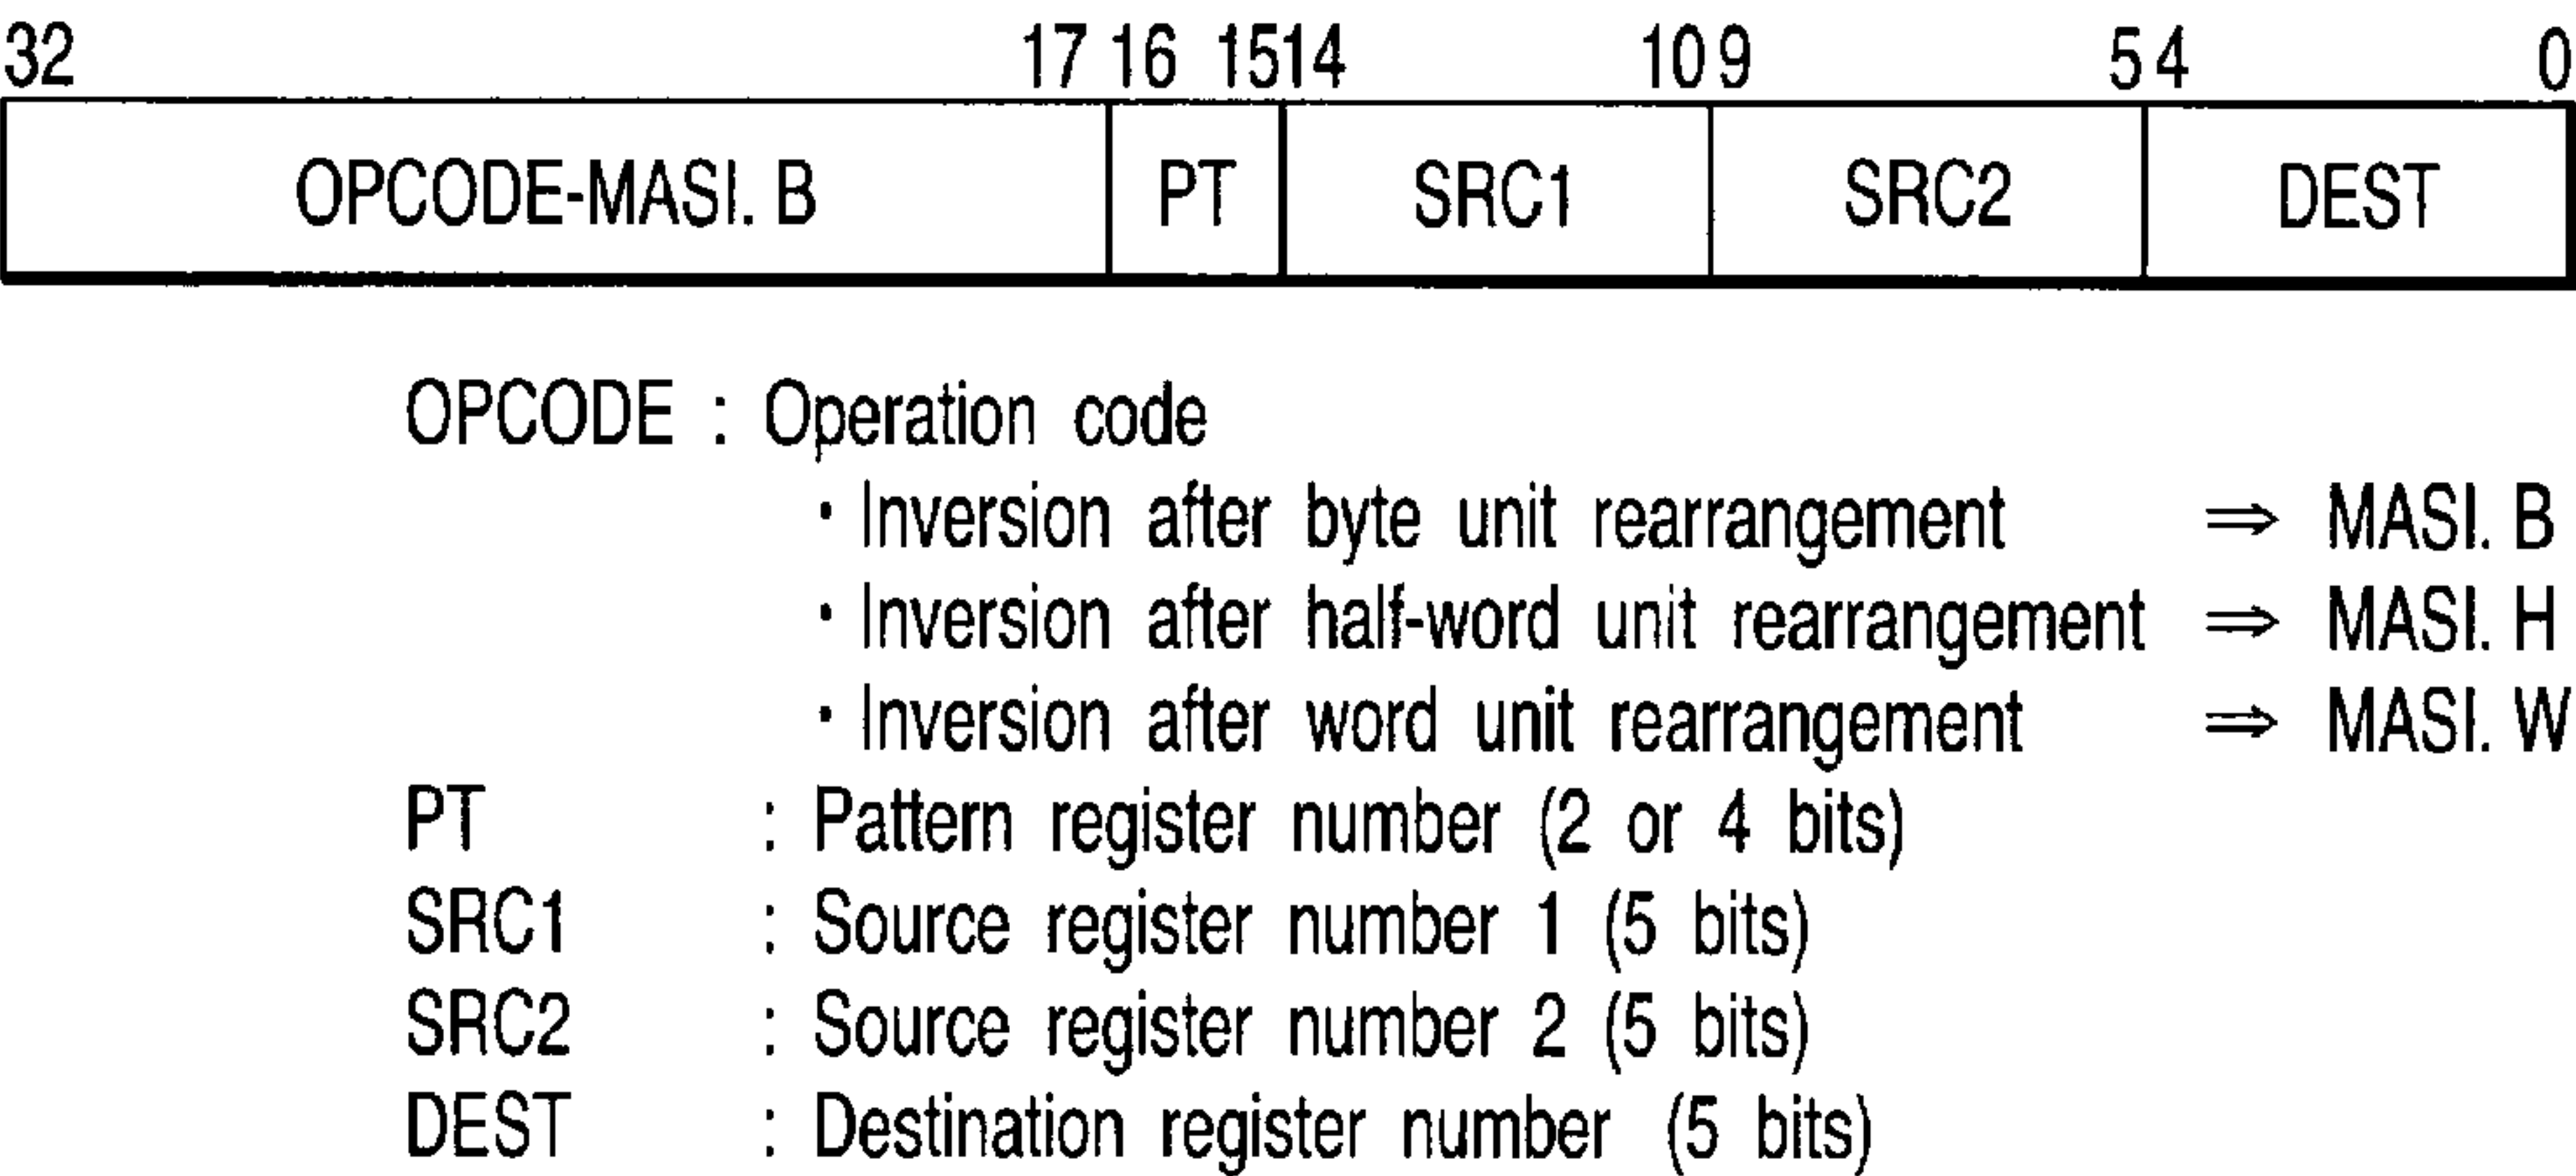 32 17 16 15 14 10 9 5 4 0
OPCODE-MASI. B PT SRC1 SRC2 DEST
OPCODE : Operation code
・Inversion after byte unit rearrangement ⇒ MASI. B
・Inversion after half-word unit rearrangement ⇒ MASI. H
・Inversion after word unit rearrangement ⇒ MASI. W
PT : Pattern register number (2 or 4 bits)
SRC1 : Source register number 1 (5 bits)
SRC2 : Source register number 2 (5 bits)
DEST : Destination register number (5 bits)